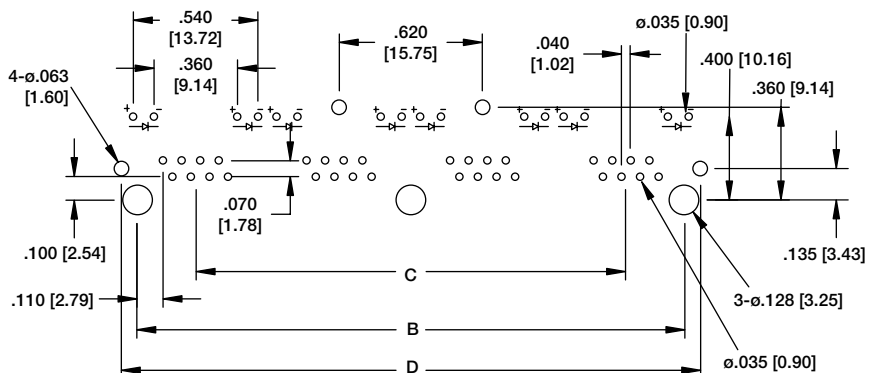 .540
[13.72]
.620
[15.75]
.040
[1.02]
ø.035 [0.90]
.400 [10.16]
.360 [9.14]
4-ø.063
[1.60]
.360
[9.14]
+ − + − + − + − + − + − + − + −
.070
[1.78]
.100 [2.54]
.135 [3.43]
C
.110 [2.79]
3-ø.128 [3.25]
B
ø.035 [0.90]
D